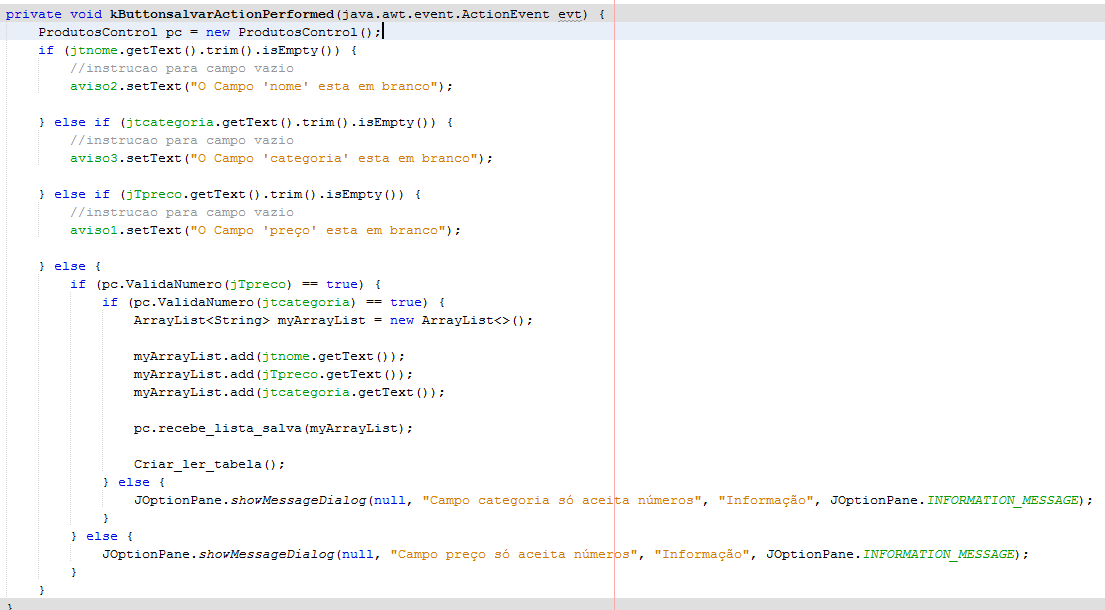 private void kButtonsalvarActionPerformed(java.awt.event.ActionEvent evt) {
ProdutosControl pc = new ProdutosControl();
if (jtnome.getText().trim().isEmpty()) {
//instrucao para campo vazio
aviso2.setText("O Campo 'nome' esta em branco");
} else if (jtcategoria.getText().trim().isEmpty()) {
//instrucao para campo vazio
aviso3.setText("O Campo 'categoria' esta em branco");
} else if (jTpreco.getText().trim().isEmpty()) {
//instrucao para campo vazio
aviso1.setText("O Campo 'preço' esta em branco");
} else {
if (pc.ValidaNumero(jTpreco) == true) {
if (pc.ValidaNumero(jtcategoria) == true) {
ArrayList<String> myArrayList = new ArrayList<>();
myArrayList.add(jtnome.getText());
myArrayList.add(jTpreco.getText());
myArrayList.add(jtcategoria.getText());
pc.recebe_lista_salva(myArrayList);
Criar_ler_tabela();
} else {
JOptionPane.showMessageDialog(null, "Campo categoria só aceita números", "Informação", JOptionPane.INFORMATION_MESSAGE);
}
} else {
JOptionPane.showMessageDialog(null, "Campo preço só aceita números", "Informação", JOptionPane.INFORMATION_MESSAGE);
}
}
}